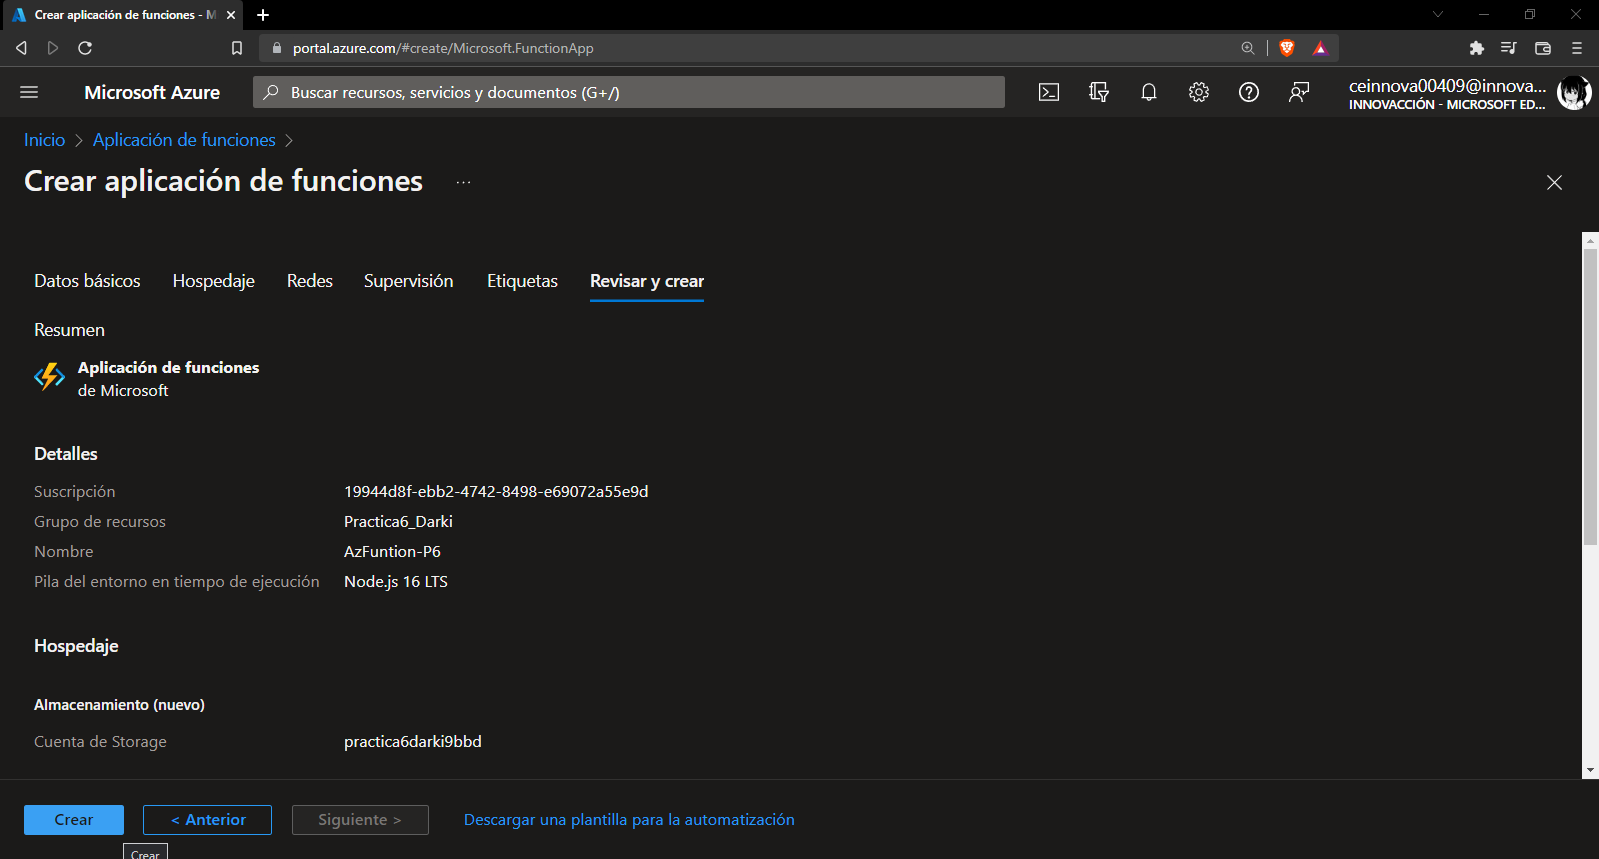 Crear aplicación de funciones - M
portal.azure.com/#create/Microsoft.FunctionApp
Microsoft Azure
Buscar recursos, servicios y documentos (G+/)
ceinnova00409@innova...
INNOVACCIÓN - MICROSOFT ED...
Inicio > Aplicación de funciones >
Crear aplicación de funciones ...
Datos básicos Hospedaje Redes Supervisión Etiquetas Revisar y crear
Resumen
Aplicación de funciones
de Microsoft
Detalles
Suscripción 19944d8f-ebb2-4742-8498-e69072a55e9d
Grupo de recursos Practica6_Darki
Nombre AzFuntion-P6
Pila del entorno en tiempo de ejecución Node.js 16 LTS
Hospedaje
Almacenamiento (nuevo)
Cuenta de Storage practica6darki9bbd
Crear < Anterior Siguiente > Descargar una plantilla para la automatización
Crear